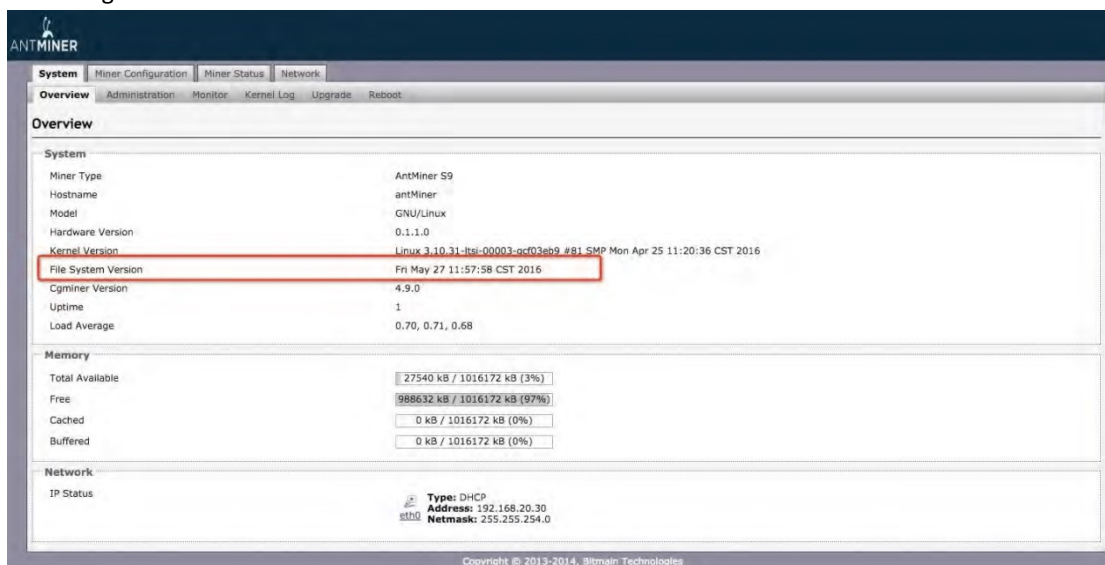 ANTMINER
System Miner Configuration Miner Status Network
Overview Administration Monitor Kernel Log Upgrade Reboot
Overview
System
Miner Type AntMiner S9
Hostname antMiner
Model GNU/Linux
Hardware Version 0.1.1.0
Kernel Version Linux 3.10.31-ltsi-00003-gcf03eb9 #81 SMP Mon Apr 25 11:20:36 CST 2016
File System Version Fri May 27 11:57:58 CST 2016
Cgminer Version 4.9.0
Uptime 1
Load Average 0.70, 0.71, 0.68
Memory
Total Available 27540 kB / 1016172 kB (3%)
Free 988632 kB / 1016172 kB (97%)
Cached 0 kB / 1016172 kB (0%)
Buffered 0 kB / 1016172 kB (0%)
Network
IP Status Type: DHCP
Address: 192.168.20.30
eth0 Netmask: 255.255.254.0
Copyright © 2013-2014, Bitmain Technologies